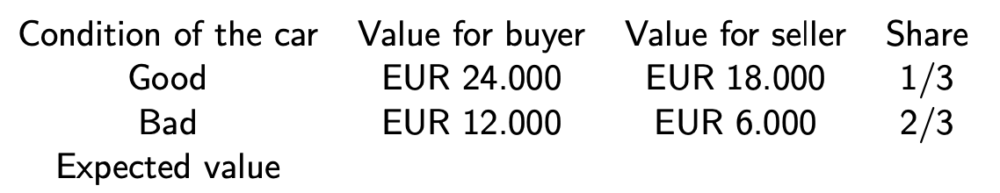 Condition of the car Value for buyer Value for seller Share
Good EUR 24.000 EUR 18.000 1/3
Bad EUR 12.000 EUR 6.000 2/3
Expected value